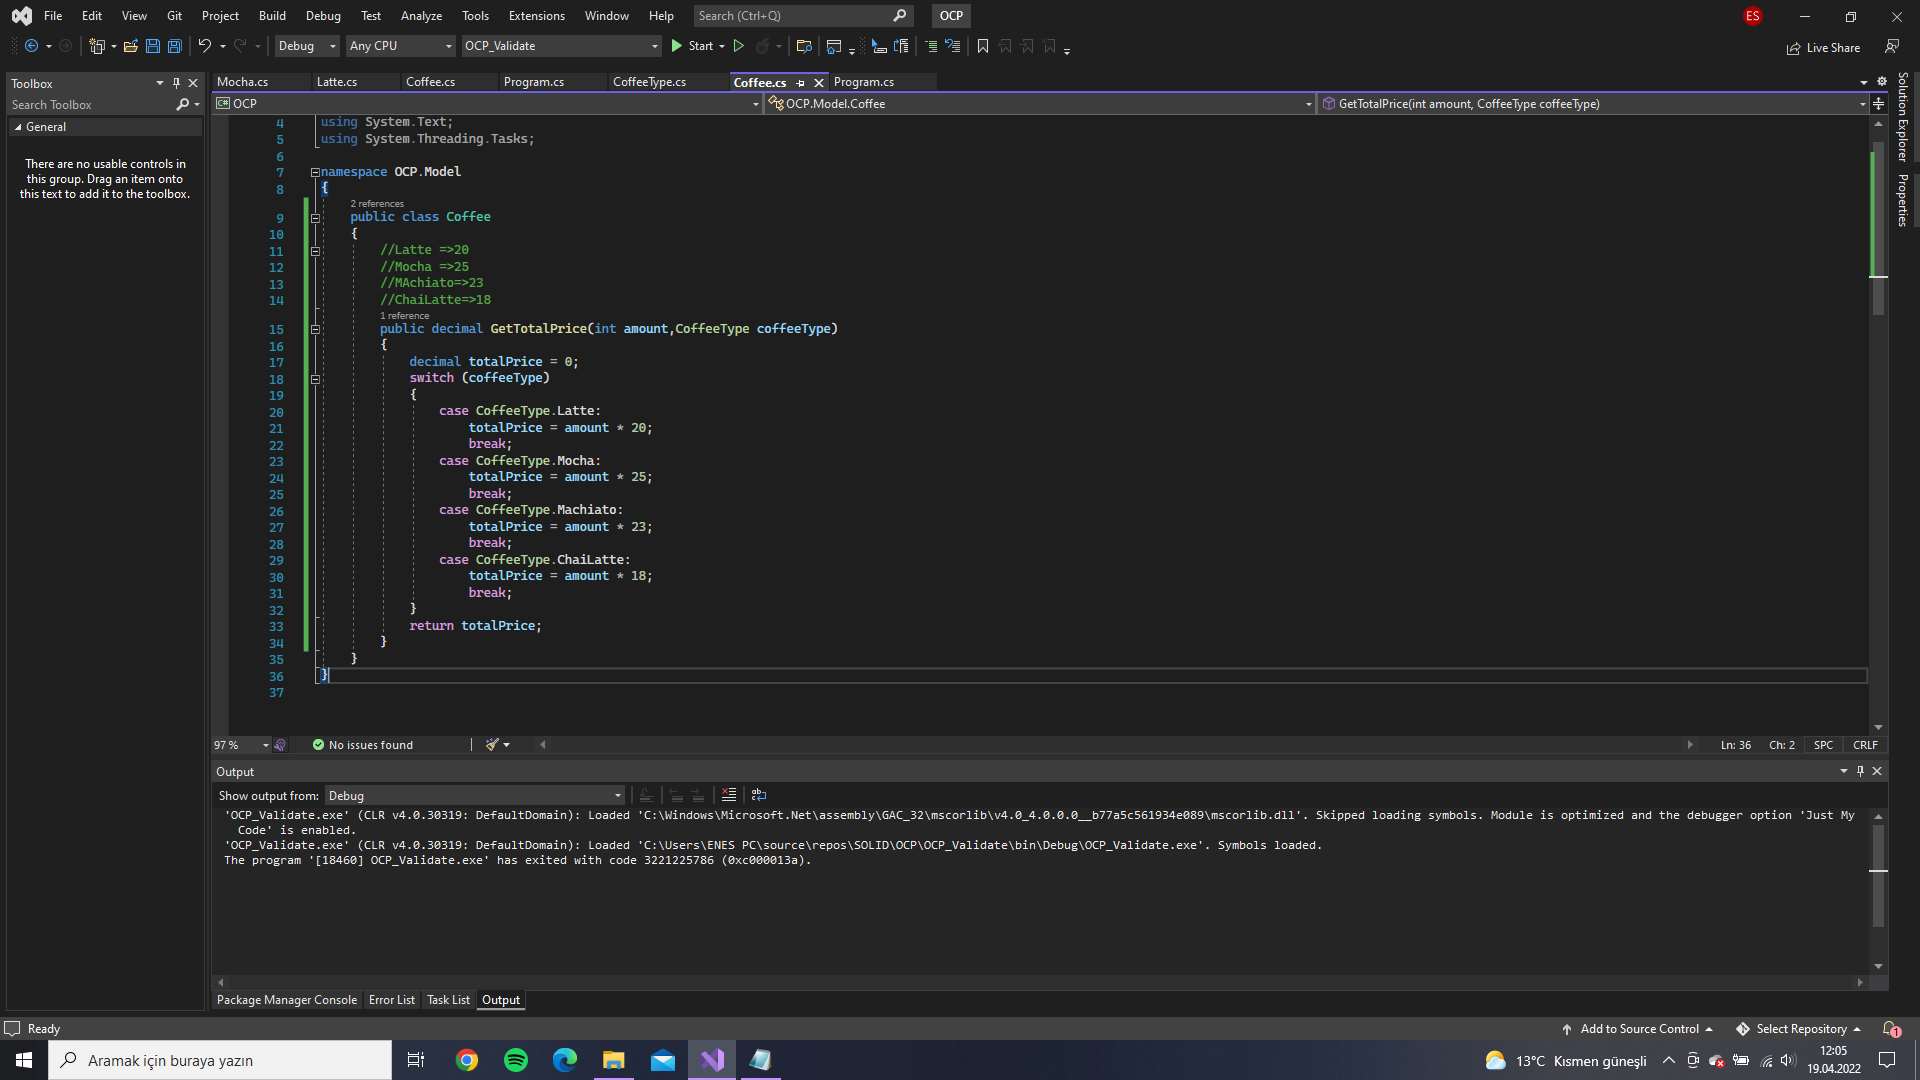 File Edit View Git Project Build Debug Test Analyze Tools Extensions Window Help Search (Ctrl+Q) OCP ES
Debug Any CPU OCP_Validate Start Live Share
Toolbox
Search Toolbox
General
There are no usable controls in
this group. Drag an item onto
this text to add it to the toolbox.
Mocha.cs Latte.cs Coffee.cs Program.cs CoffeeType.cs Coffee.cs Program.cs
C# OCP OCP.Model.Coffee GetTotalPrice(int amount, CoffeeType coffeeType)
4 using System.Text;
5 using System.Threading.Tasks;
6
7 namespace OCP.Model
8 {
2 references
9 public class Coffee
10 {
11 //Latte =>20
12 //Mocha =>25
13 //MAchiato=>23
14 //ChaiLatte=>18
1 reference
15 public decimal GetTotalPrice(int amount,CoffeeType coffeeType)
16 {
17 decimal totalPrice = 0;
18 switch (coffeeType)
19 {
20 case CoffeeType.Latte:
21 totalPrice = amount * 20;
22 break;
23 case CoffeeType.Mocha:
24 totalPrice = amount * 25;
25 break;
26 case CoffeeType.Machiato:
27 totalPrice = amount * 23;
28 break;
29 case CoffeeType.ChaiLatte:
30 totalPrice = amount * 18;
31 break;
32 }
33 return totalPrice;
34 }
35 }
36 }
37
97 % No issues found Ln: 36 Ch: 2 SPC CRLF
Output
Show output from: Debug
'OCP_Validate.exe' (CLR v4.0.30319: DefaultDomain): Loaded 'C:\Windows\Microsoft.Net\assembly\GAC_32\mscorlib\v4.0_4.0.0.0__b77a5c561934e089\mscorlib.dll'. Skipped loading symbols. Module is optimized and the debugger option 'Just My
Code' is enabled.
'OCP_Validate.exe' (CLR v4.0.30319: DefaultDomain): Loaded 'C:\Users\ENES PC\source\repos\SOLID\OCP\OCP_Validate\bin\Debug\OCP_Validate.exe'. Symbols loaded.
The program '[18460] OCP_Validate.exe' has exited with code 3221225786 (0xc000013a).
Package Manager Console Error List Task List Output
Solution Explorer
Properties
Ready Add to Source Control Select Repository 1
Aramak için buraya yazın 13°C Kısmen güneşli 12:05
19.04.2022